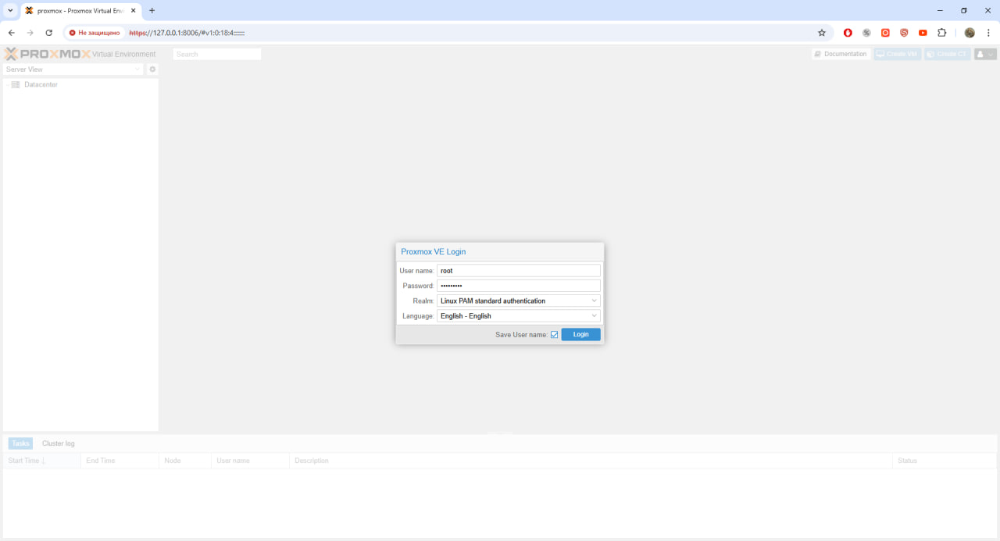 proxmox - Proxmox Virtual Envi
Не защищено https://127.0.0.1:8006/#v1:0:18:4:::::::
PROXMOX Virtual Environment Search Documentation Create VM Create CT
Server View
Datacenter
Proxmox VE Login
User name: root
Password: •••••••••
Realm: Linux PAM standard authentication
Language: English - English
Save User name: Login
Tasks Cluster log
Start Time ↓ End Time Node User name Description Status